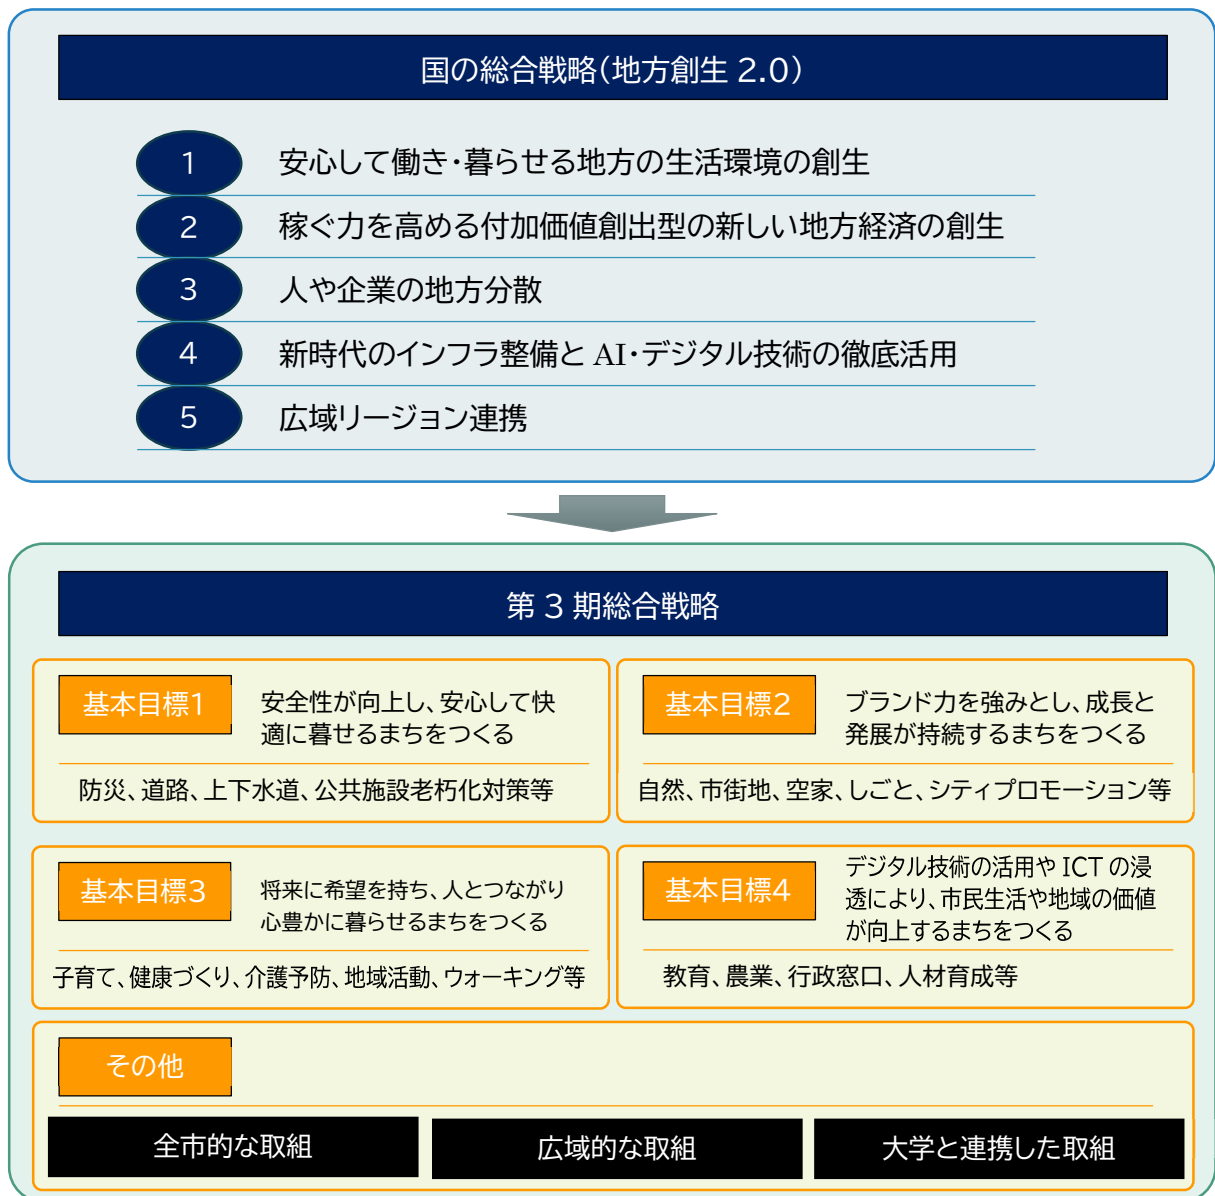 国の総合戦略(地方創生 2.0)
1 安心して働き・暮らせる地方の生活環境の創生
2 稼ぐ力を高める付加価値創出型の新しい地方経済の創生
3 人や企業の地方分散
4 新時代のインフラ整備と AI・デジタル技術の徹底活用
5 広域リージョン連携
第 3 期総合戦略
基本目標1
安全性が向上し、安心して快
適に暮せるまちをつくる
防災、道路、上下水道、公共施設老朽化対策等
基本目標2
ブランド力を強みとし、成長と
発展が持続するまちをつくる
自然、市街地、空家、しごと、シティプロモーション等
基本目標3
将来に希望を持ち、人とつながり
心豊かに暮らせるまちをつくる
子育て、健康づくり、介護予防、地域活動、ウォーキング等
基本目標4
デジタル技術の活用や ICT の浸
透により、市民生活や地域の価値
が向上するまちをつくる
教育、農業、行政窓口、人材育成等
その他
全市的な取組
広域的な取組
大学と連携した取組